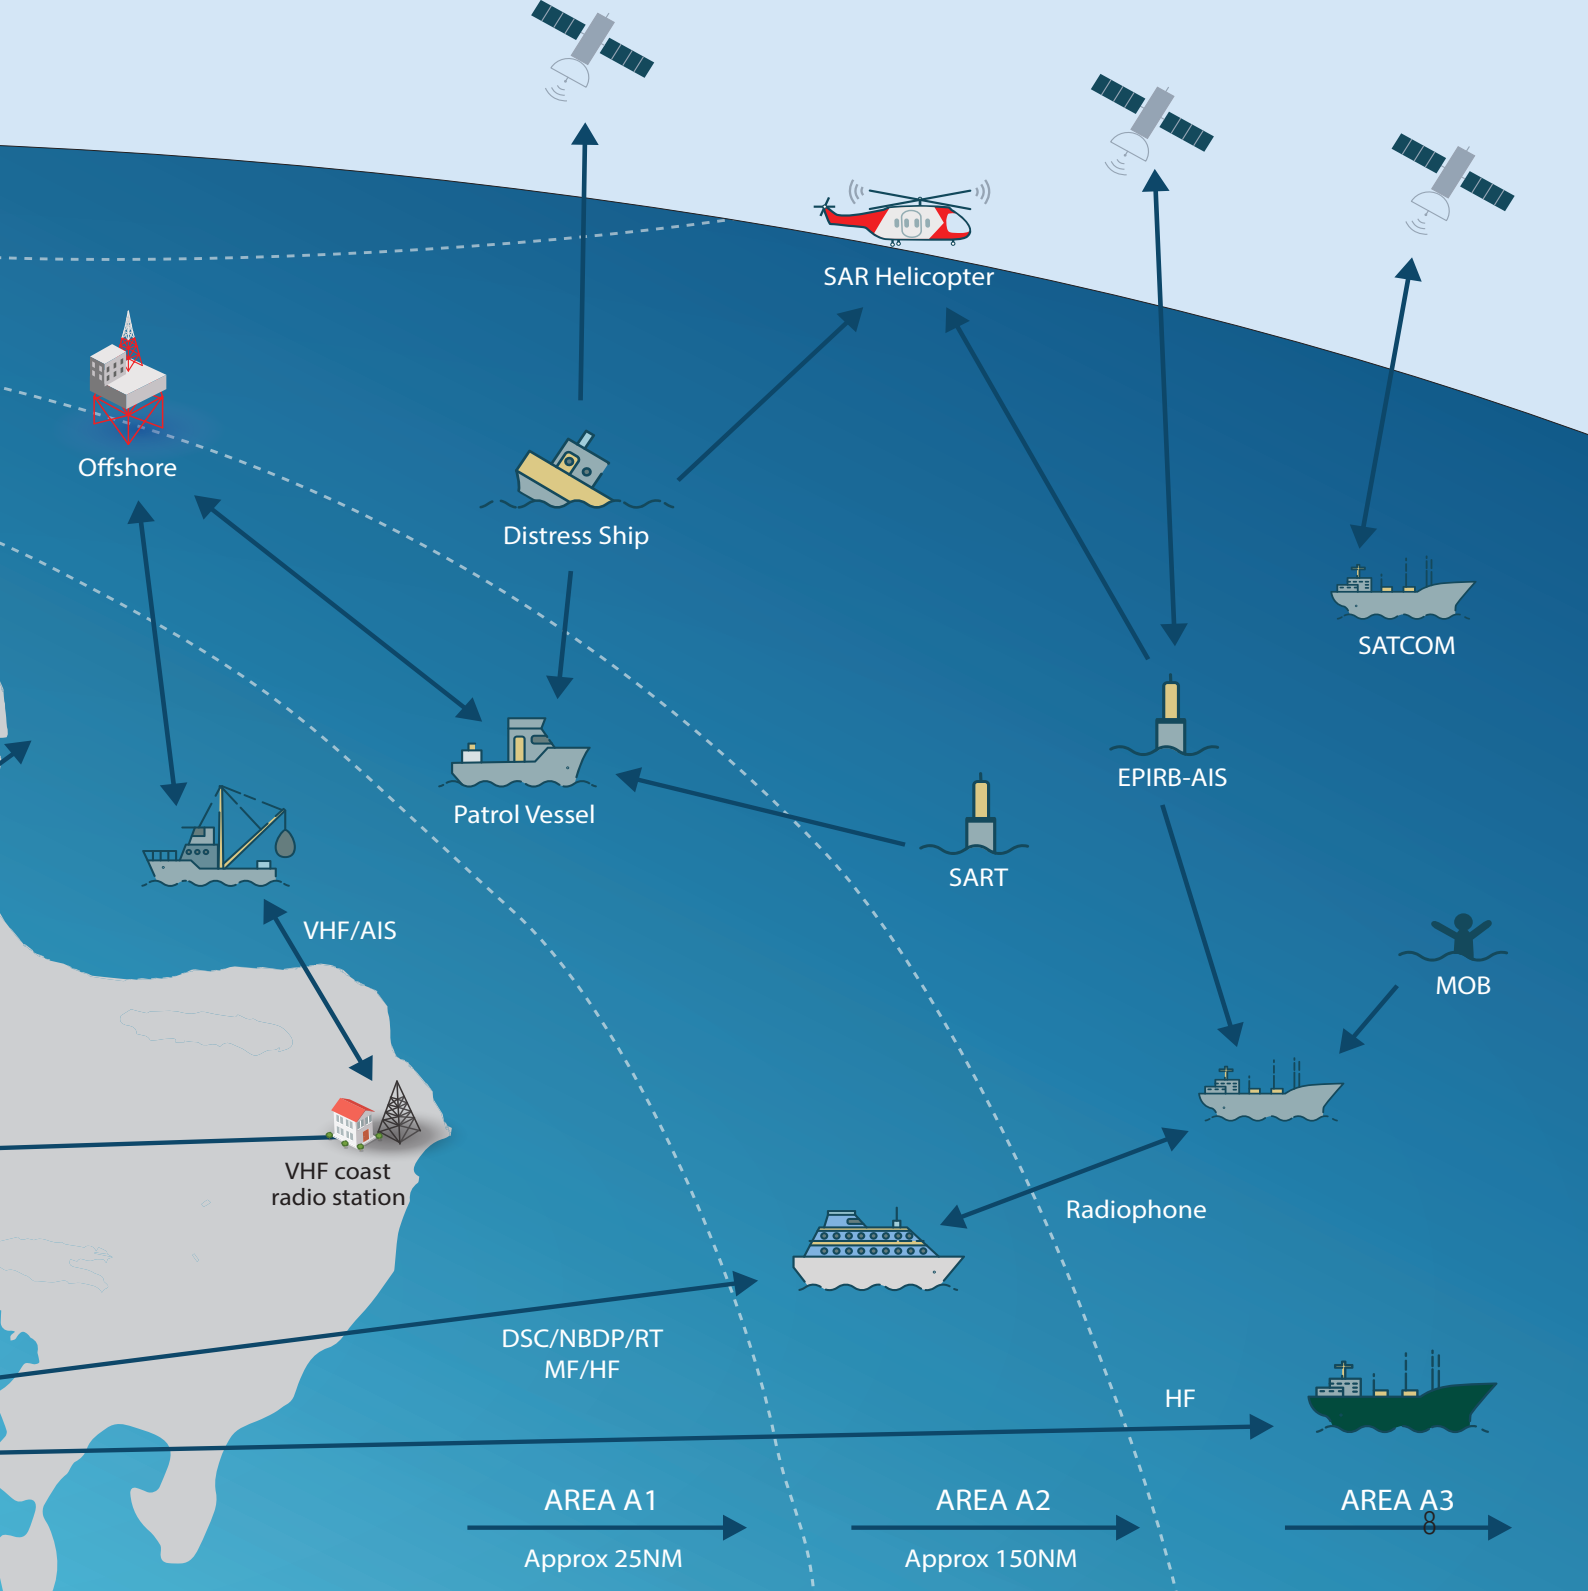 SAR Helicopter
Offshore
Distress Ship
SATCOM
EPIRB-AIS
Patrol Vessel
SART
VHF/AIS
MOB
VHF coast
radio station
Radiophone
DSC/NBDP/RT
MF/HF
HF
AREA A1
Approx 25NM
AREA A2
Approx 150NM
AREA A3
8